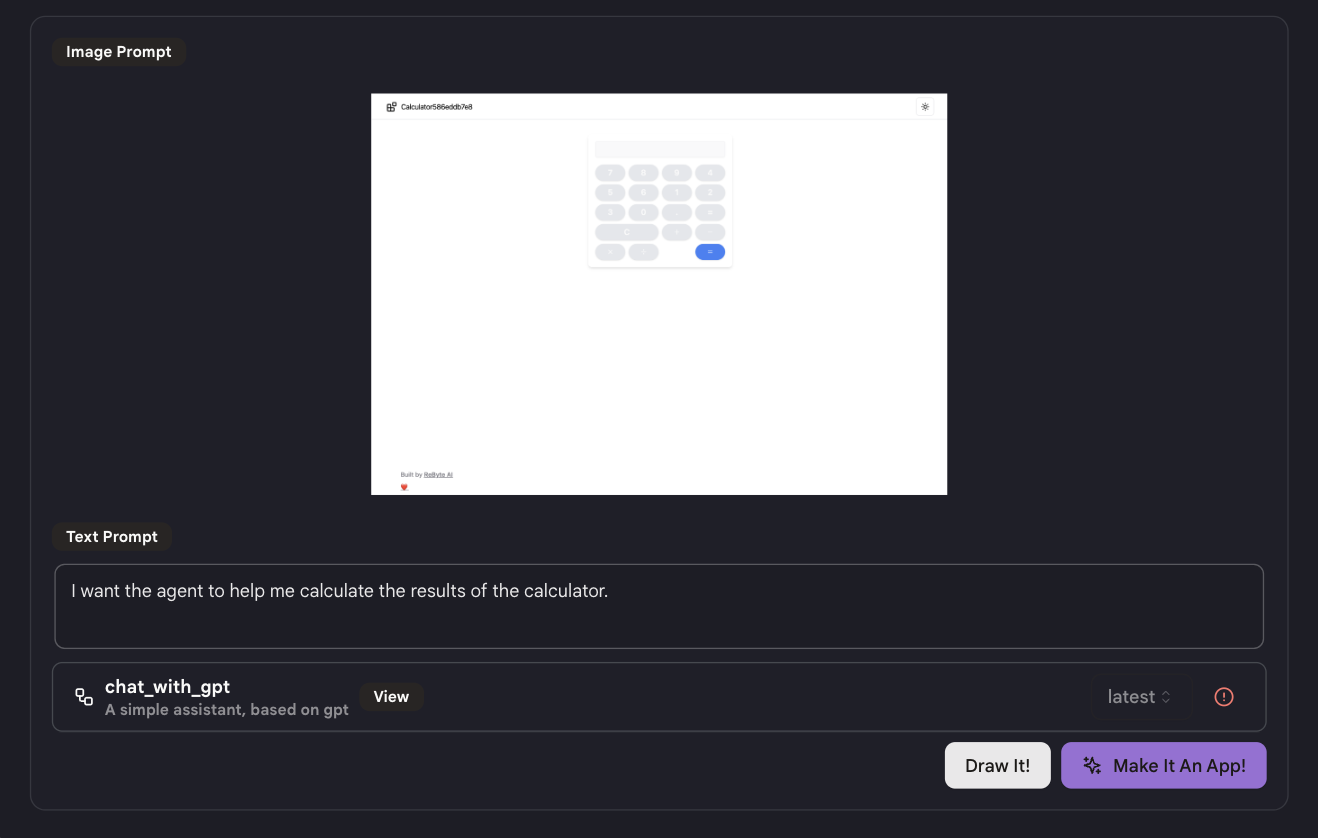 Image Prompt
Calculator586eddb7e8
7
4
5 6 1 2
3 0 .
C
=
Built by ReByte AI
Text Prompt
I want the agent to help me calculate the results of the calculator.
chat_with_gpt
A simple assistant, based on gpt
View
latest
Draw It!
Make It An App!